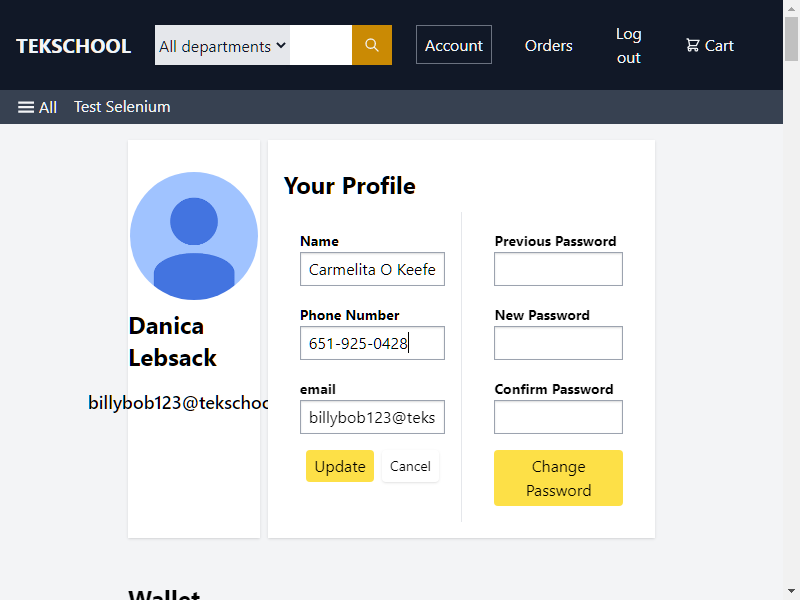 TEKSCHOOL
All departments
Account
Orders
Log out
Cart
All
Test Selenium
Danica
Lebsack
billybob123@tekschoo
Your Profile
Name
Carmelita O Keefe
Phone Number
651-925-0428
email
billybob123@teks
Update
Cancel
Previous Password
New Password
Confirm Password
Change
Password
Wallet